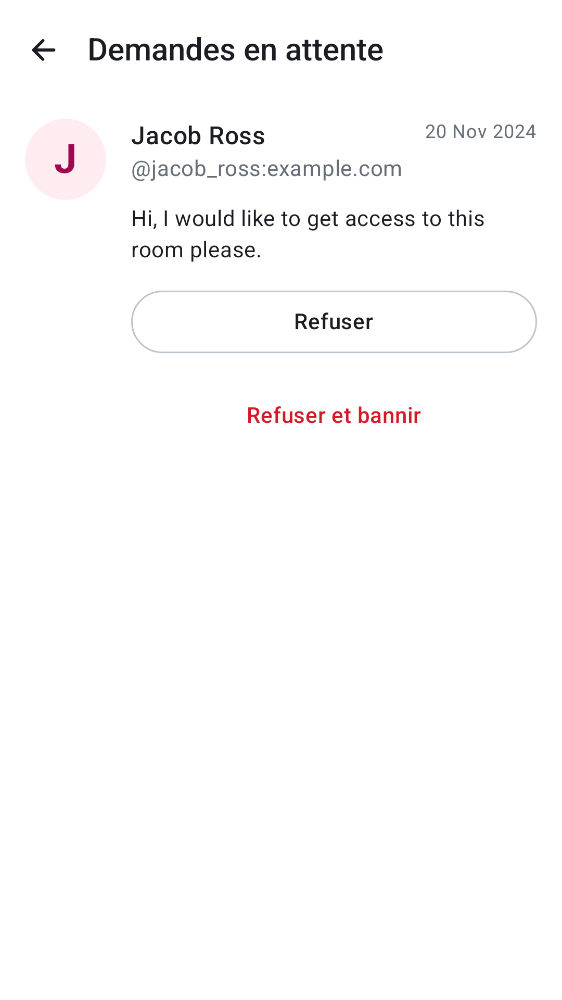 Demandes en attente
J
Jacob Ross
20 Nov 2024
@jacob_ross:example.com
Hi, I would like to get access to this
room please.
Refuser
Refuser et bannir